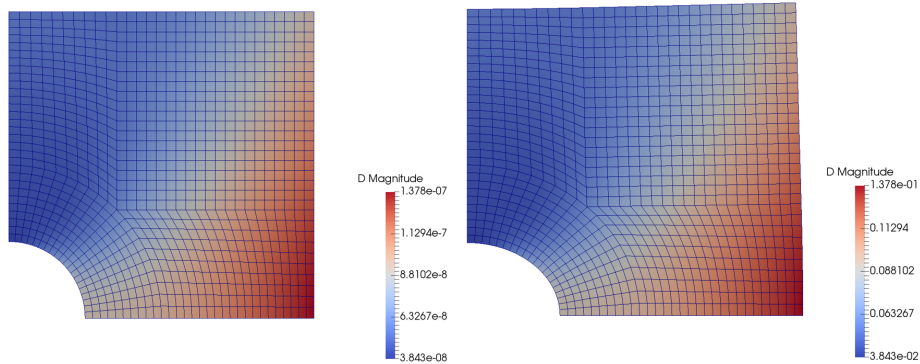 D Magnitude
1.378e-07
1.1294e-7
8.8102e-8
6.3267e-8
3.843e-08
D Magnitude
1.378e-01
0.11294
0.088102
0.063267
3.843e-02